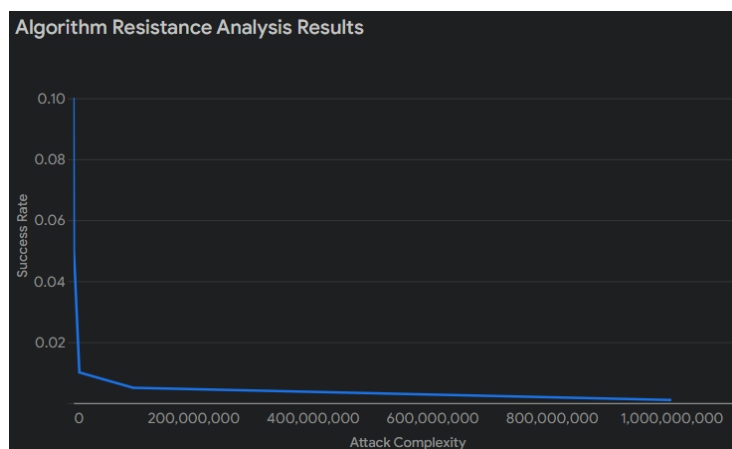 Algorithm Resistance Analysis Results
0.10
0.08
0.06
0.04
0.02
Success Rate
0 200,000,000 400,000,000 600,000,000 800,000,000 1,000,000,000
Attack Complexity